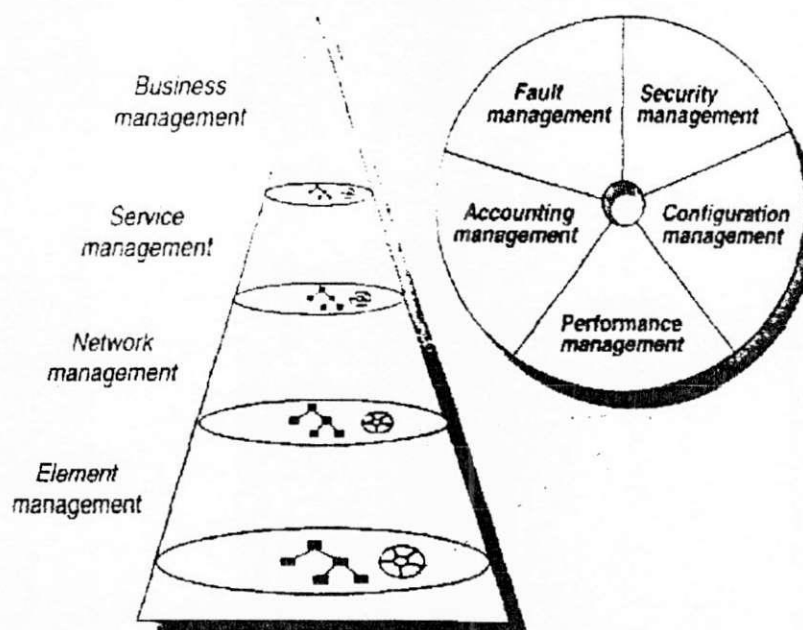 Business
management
Service
management
Network
management
Element
management
Fault
management
Security
management
Accounting
management
Configuration
management
Performance
management